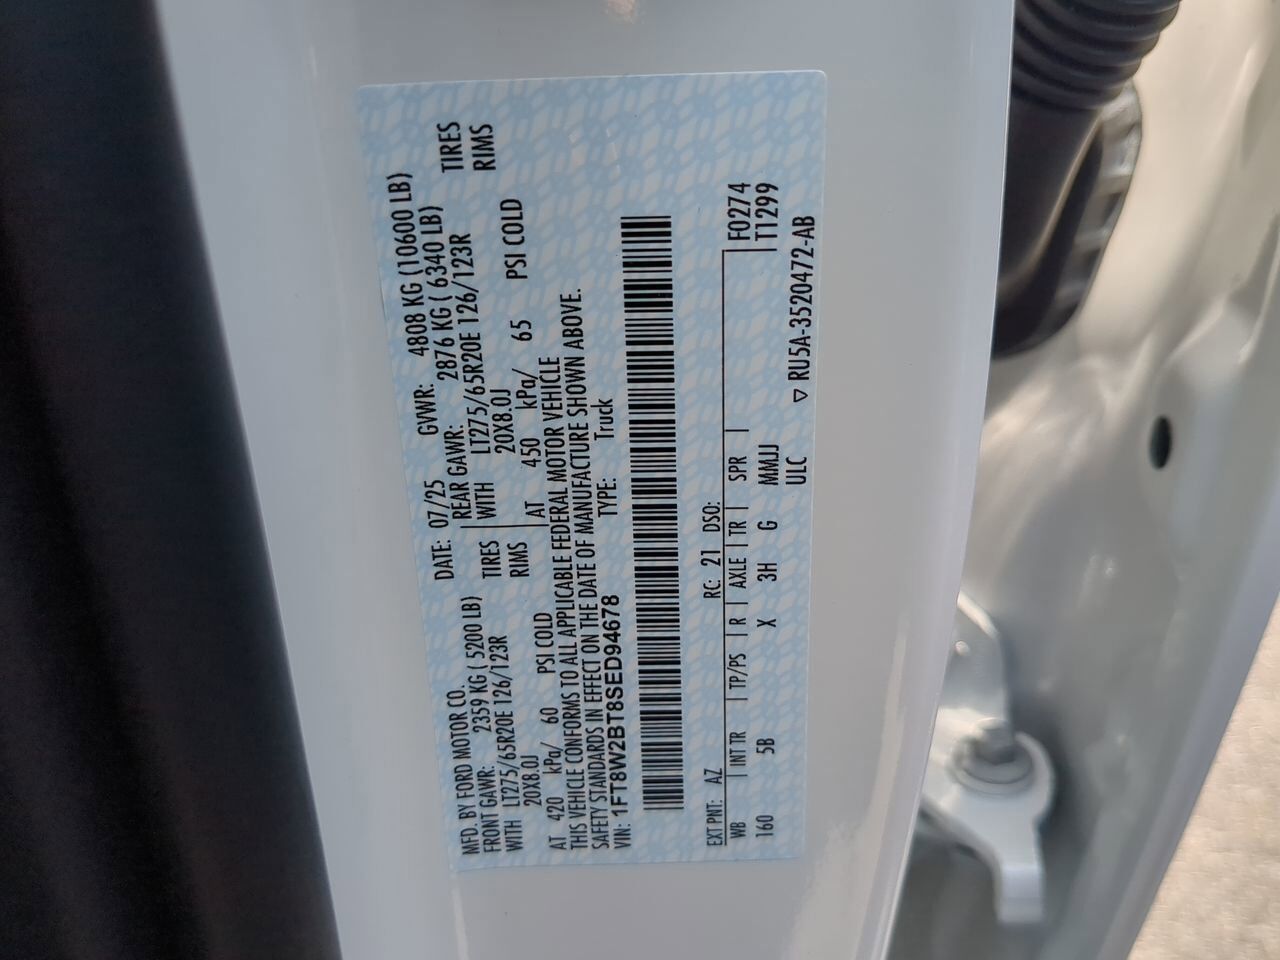 MFD. BY FORD MOTOR CO.
DATE: 07/25 GVWR: 4808 KG (10600 LB)
FRONT GAWR: 2359 KG ( 5200 LB) REAR GAWR: 2876 KG ( 6340 LB)
WITH LT275/65R20E 126/123R TIRES WITH LT275/65R20E 126/123R TIRES
20X8.0J RIMS 20X8.0J RIMS
AT 420 kPa/ 60 PSI COLD AT 450 kPa/ 65 PSI COLD
THIS VEHICLE CONFORMS TO ALL APPLICABLE FEDERAL MOTOR VEHICLE
SAFETY STANDARDS IN EFFECT ON THE DATE OF MANUFACTURE SHOWN ABOVE.
VIN: 1FT8W2BT8SED94678 TYPE: Truck
EXT PNT: AZ RC: 21 DSO: F0274
WB INT TR TP/PS R AXLE TR SPR T1299
160 5B X 3H G MMJJ
ULC ▽ RU5A-3520472-AB